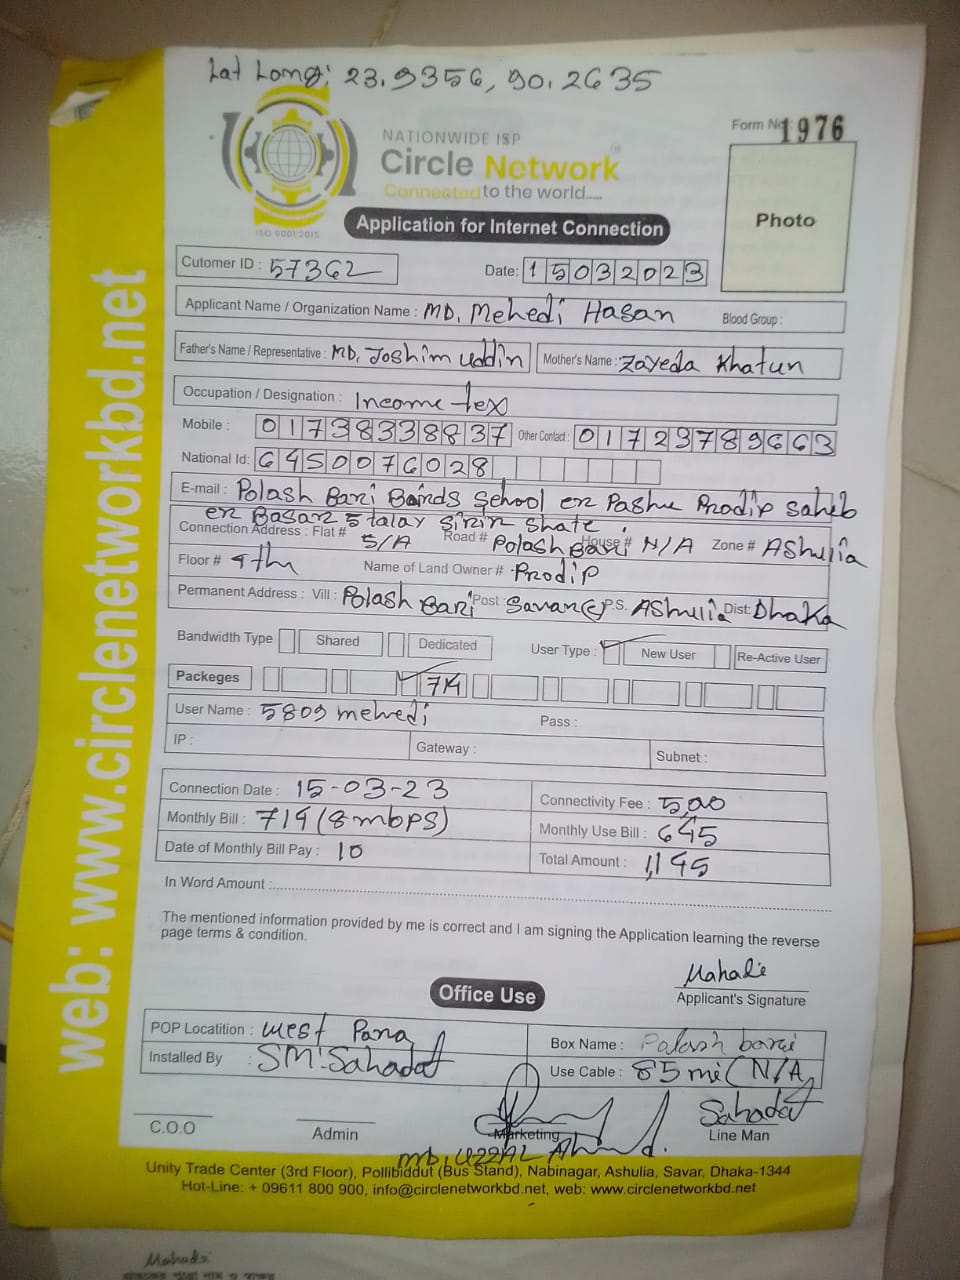 Lat Long: 23.9356, 90.2635
NATIONWIDE ISP
Circle Network
Connected to the world.....
ISO 9001:2015
Form No 1976
Photo
Application for Internet Connection
Cutomer ID : 57362 Date: 15032023
Applicant Name / Organization Name : MD. Mehedi Hasan Blood Group :
Father's Name / Representative : MD. Joshim uddin Mother's Name : Zayeda Khatun
Occupation / Designation : Income tex
Mobile : 01738338837 Other Contact : 01723789663
National Id: 6450076028
E-mail : Polash Bari Bainds School er Pashe Prodip Saheb
er Basar 5 talay Sirir Shate
Connection Address : Flat # 5/A Road # Polash Bari House # N/A Zone # AShulia
Floor # 4th Name of Land Owner # Prodip
Permanent Address : Vill : Polash Bari Post : Savar P.S. AShulia Dist: Dhaka
Bandwidth Type Shared Dedicated User Type : New User Re-Active User
Packeges 714
User Name : 5809 mehedi Pass :
IP : Gateway : Subnet :
Connection Date : 15-03-23 Connectivity Fee : 500
Monthly Bill : 714 (8 mbps) Monthly Use Bill : 645
Date of Monthly Bill Pay : 10 Total Amount : 1,145
In Word Amount :
The mentioned information provided by me is correct and I am signing the Application learning the reverse
page terms & condition.
Mahadi
Applicant's Signature
Office Use
POP Locatition : West Para Box Name : Palash bari
Installed By : SM. Sahadat Use Cable : 85 mi (N/A
Sahadat
C.O.O Admin Marketing Line Man
MD. UZZAL Ahmed.
Unity Trade Center (3rd Floor), Pollibiddut (Bus Stand), Nabinagar, Ashulia, Savar, Dhaka-1344
Hot-Line: + 09611 800 900, info@circlenetworkbd.net, web: www.circlenetworkbd.net
web: www.circlenetworkbd.net
Mahadi